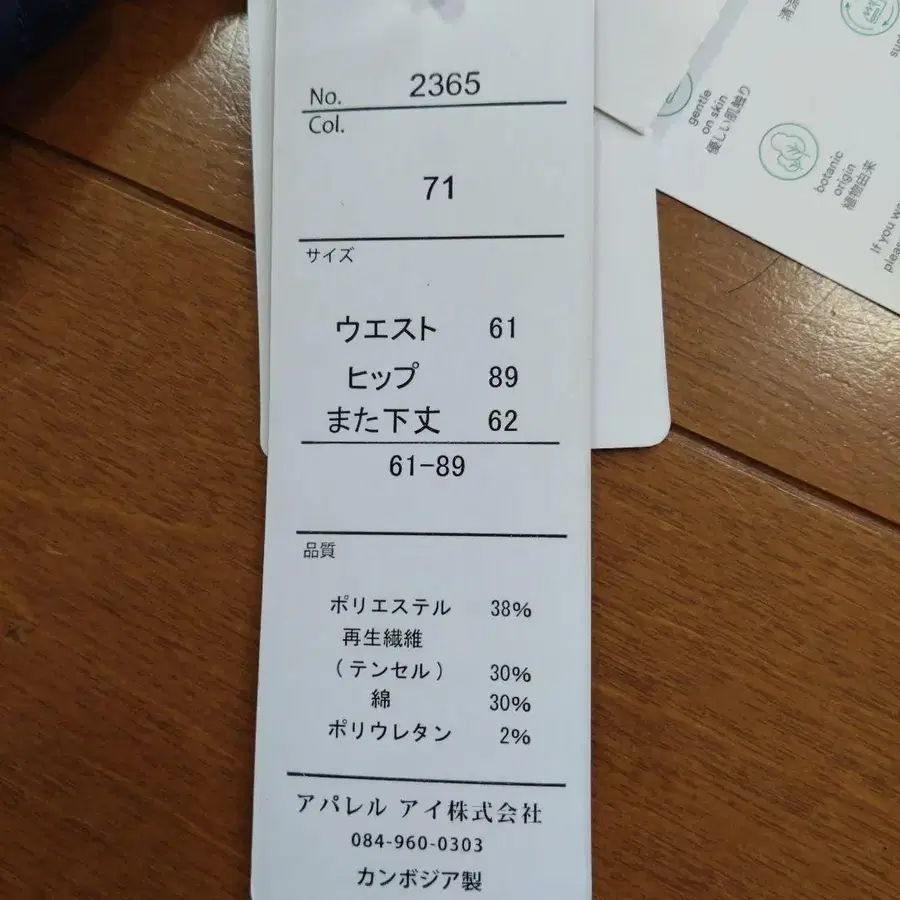 No. 2365
Col.
71
サイズ
ウエスト 61
ヒップ 89
また下丈 62
61-89
品質
ポリエステル 38%
再生繊維
(テンセル) 30%
綿 30%
ポリウレタン 2%
アパレル アイ株式会社
084-960-0303
カンボジア製
gentle
on skin
優しい肌触り
botanic
origin
植物由来
If you